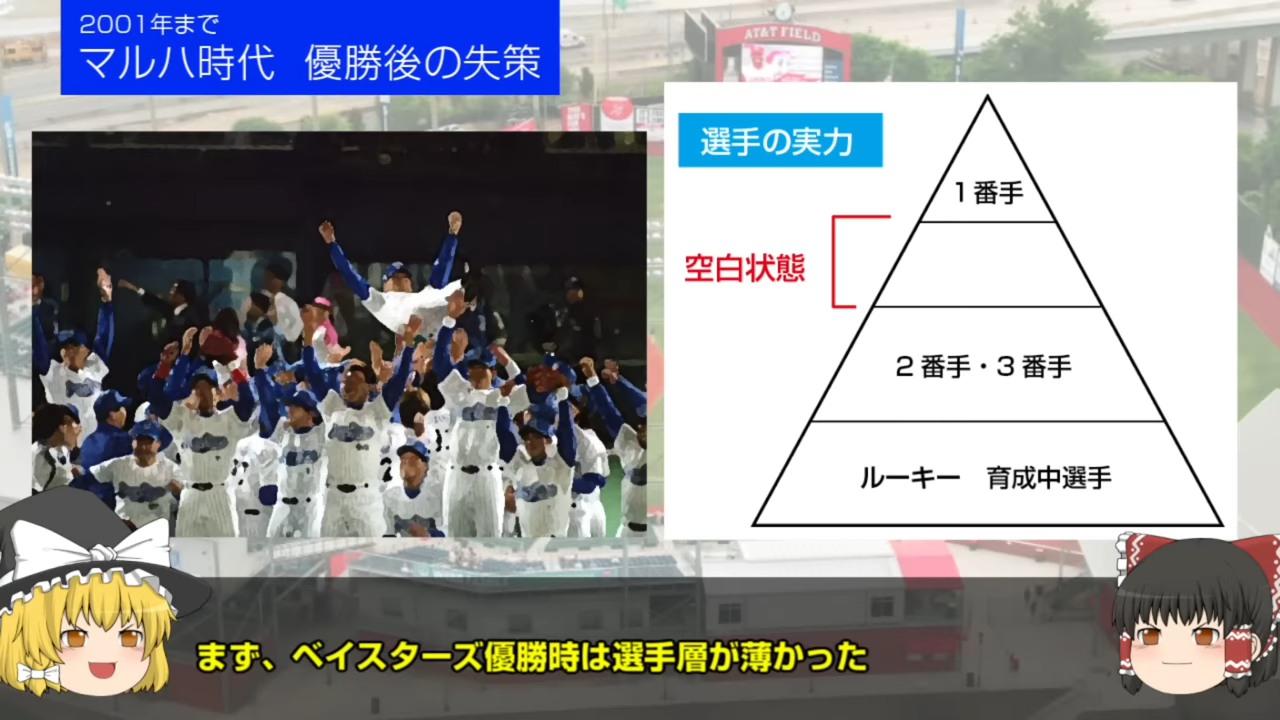 2001年まで
マルハ時代 優勝後の失策
AT&T FIELD
選手の実力
1番手
空白状態
2番手・3番手
ルーキー 育成中選手
まず、ベイスターズ優勝時は選手層が薄かった